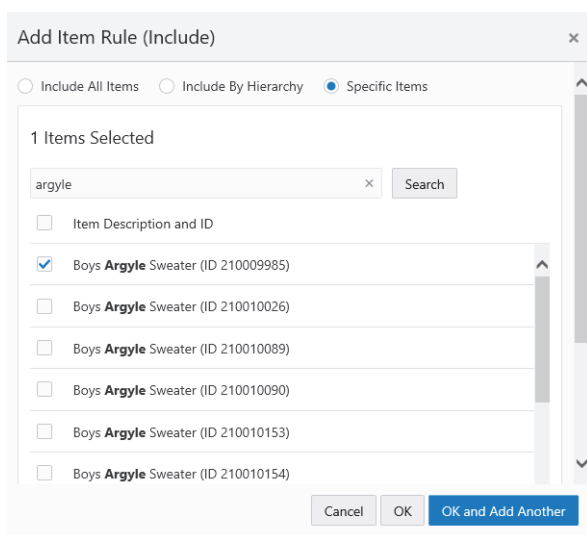 Add Item Rule (Include)
Include All Items Include By Hierarchy Specific Items
1 Items Selected
argyle Search
Item Description and ID
Boys Argyle Sweater (ID 210009985)
Boys Argyle Sweater (ID 210010026)
Boys Argyle Sweater (ID 210010089)
Boys Argyle Sweater (ID 210010090)
Boys Argyle Sweater (ID 210010153)
Boys Argyle Sweater (ID 210010154)
Cancel OK OK and Add Another